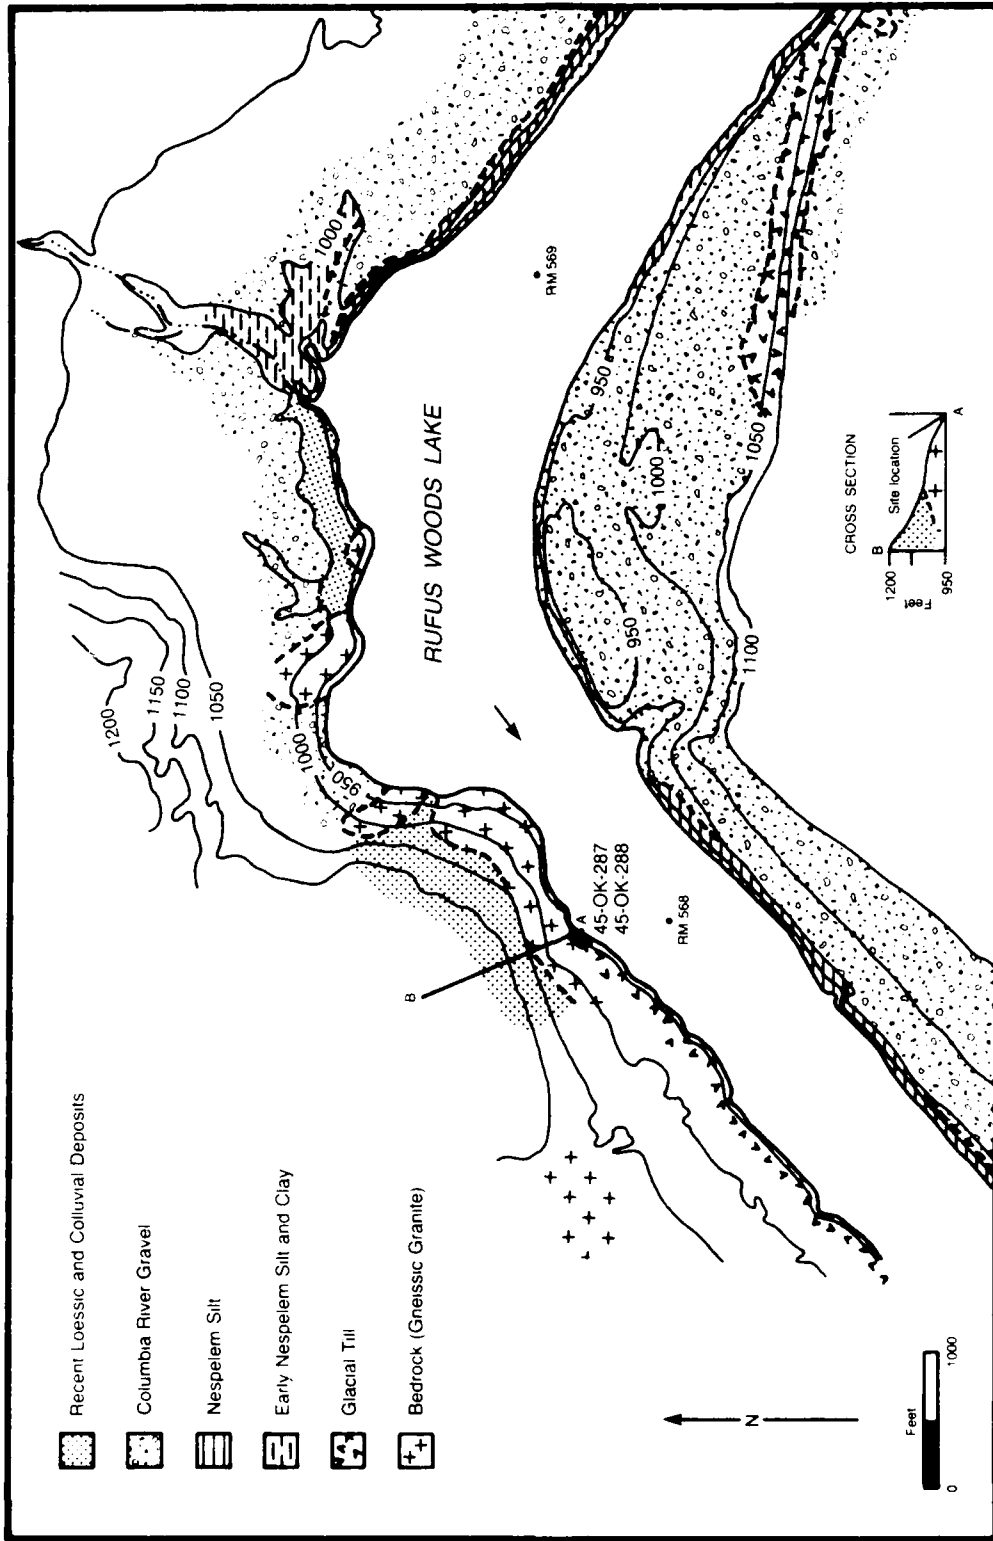 Recent Loessic and Colluvial Deposits
Columbia River Gravel
Nespelem Silt
Early Nespelem Silt and Clay
Glacial Till
Bedrock (Gneissic Granite)
1200
1150
1100
1050
1000
950
1000
RUFUS WOODS LAKE
RM 569
B
A
45-OK-287
45-OK-288
RM 568
950
1000
950
1050
1100
N
Feet
0
1000
CROSS SECTION
B
1200
Site location
Feet
950
A